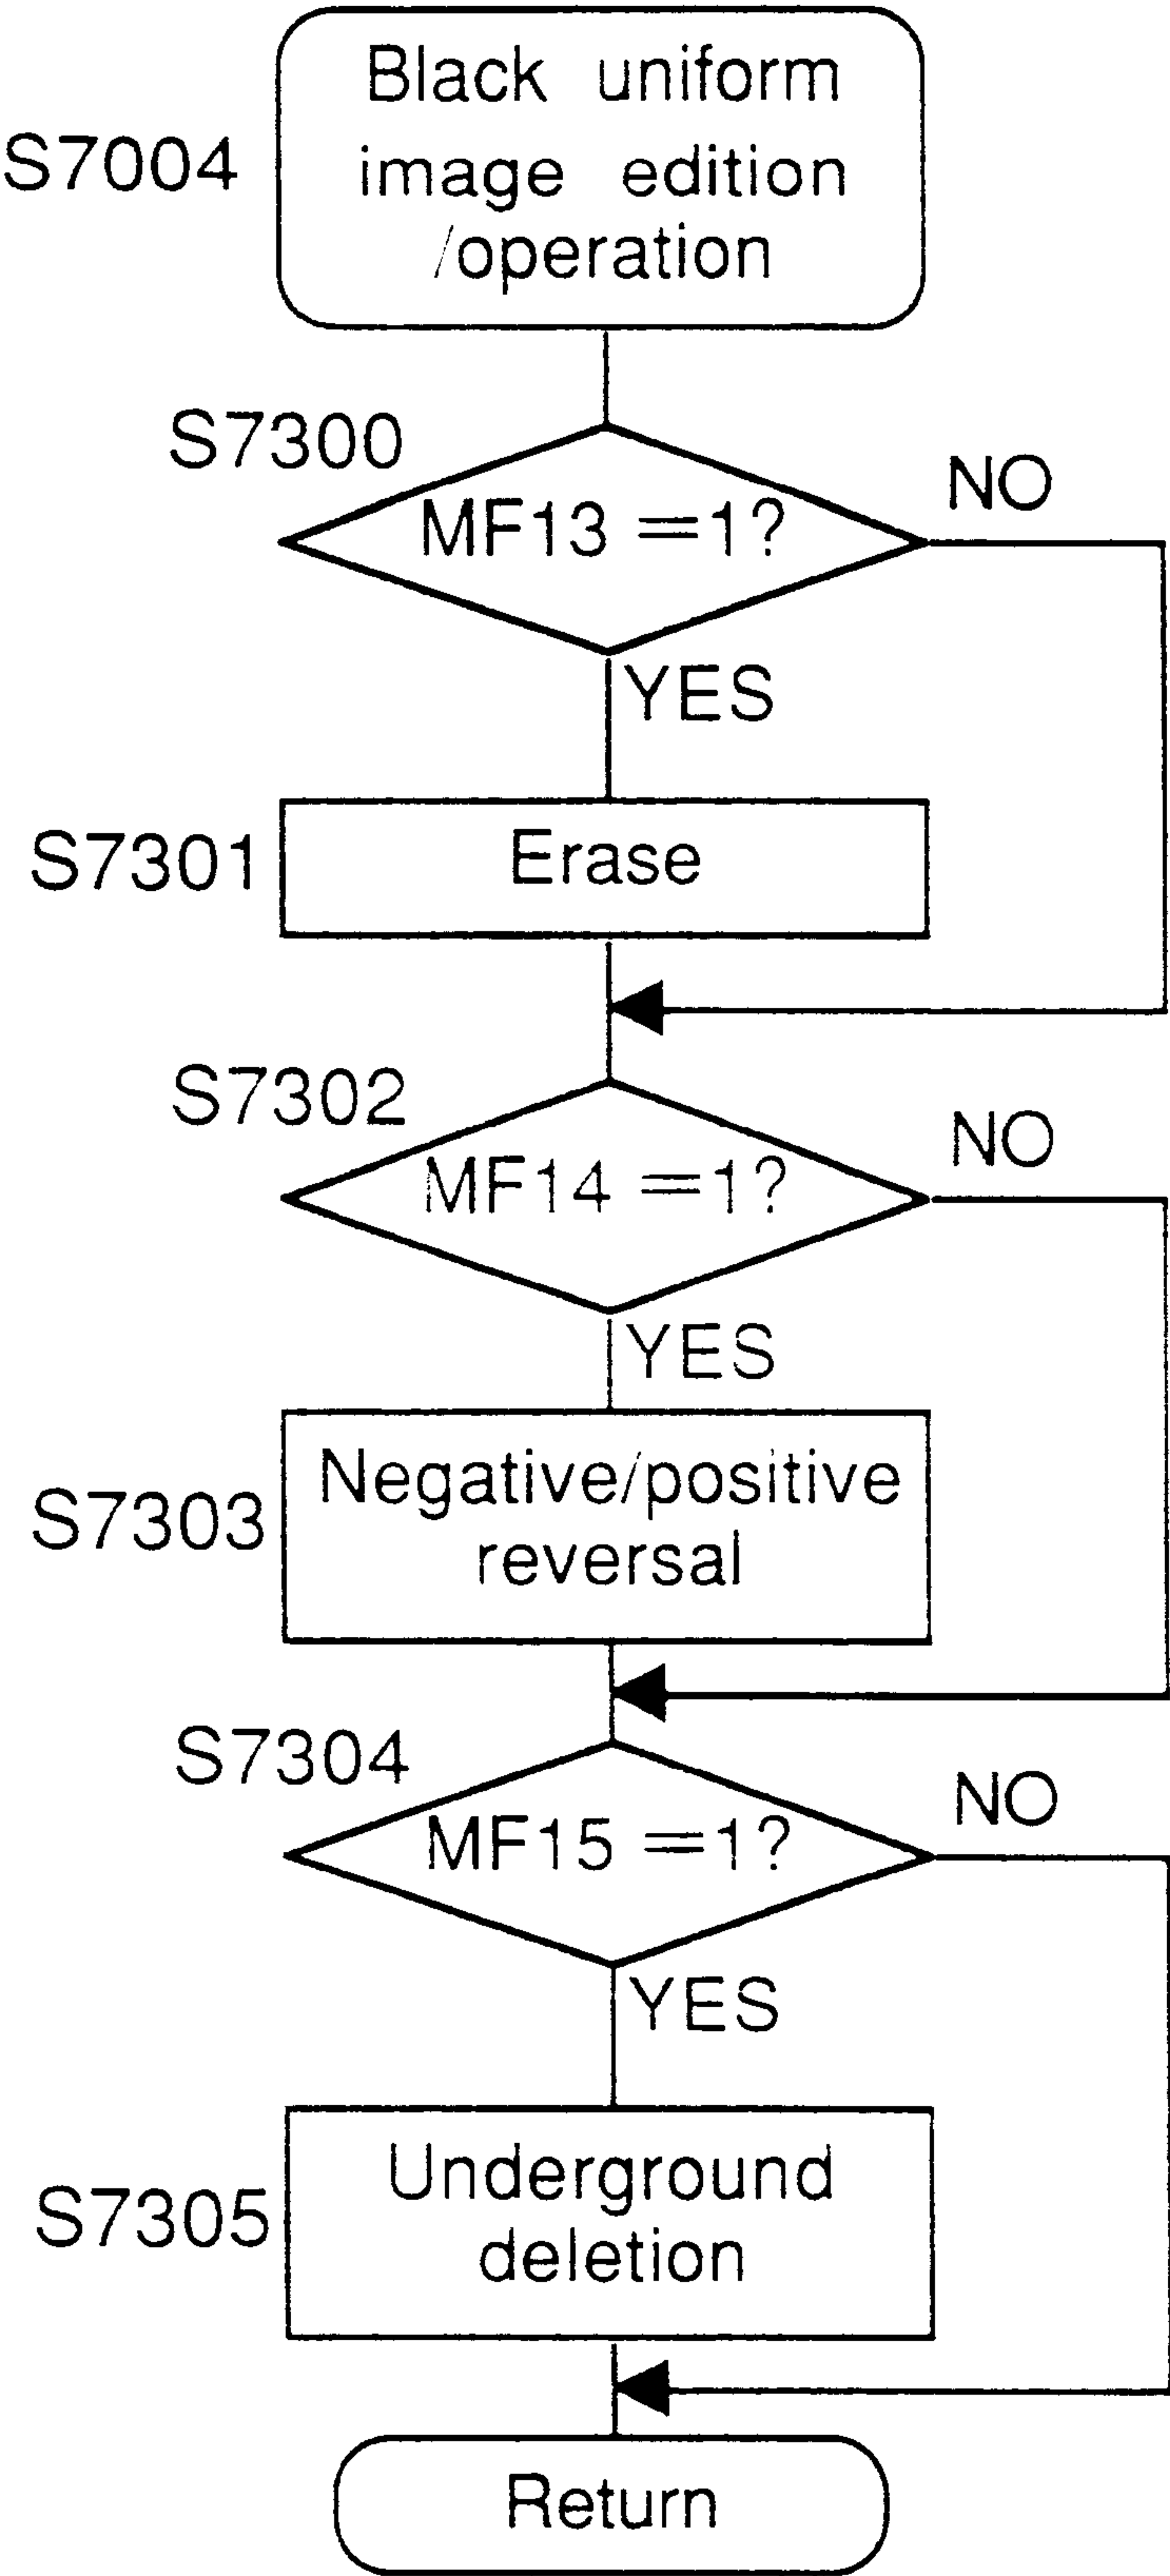 Black uniform
S7004
image edition
/operation
S7300
MF13 =1?
NO
YES
S7301
Erase
S7302
MF14 =1?
NO
YES
S7303
Negative/positive
reversal
S7304
MF15 =1?
NO
YES
S7305
Underground
deletion
Return